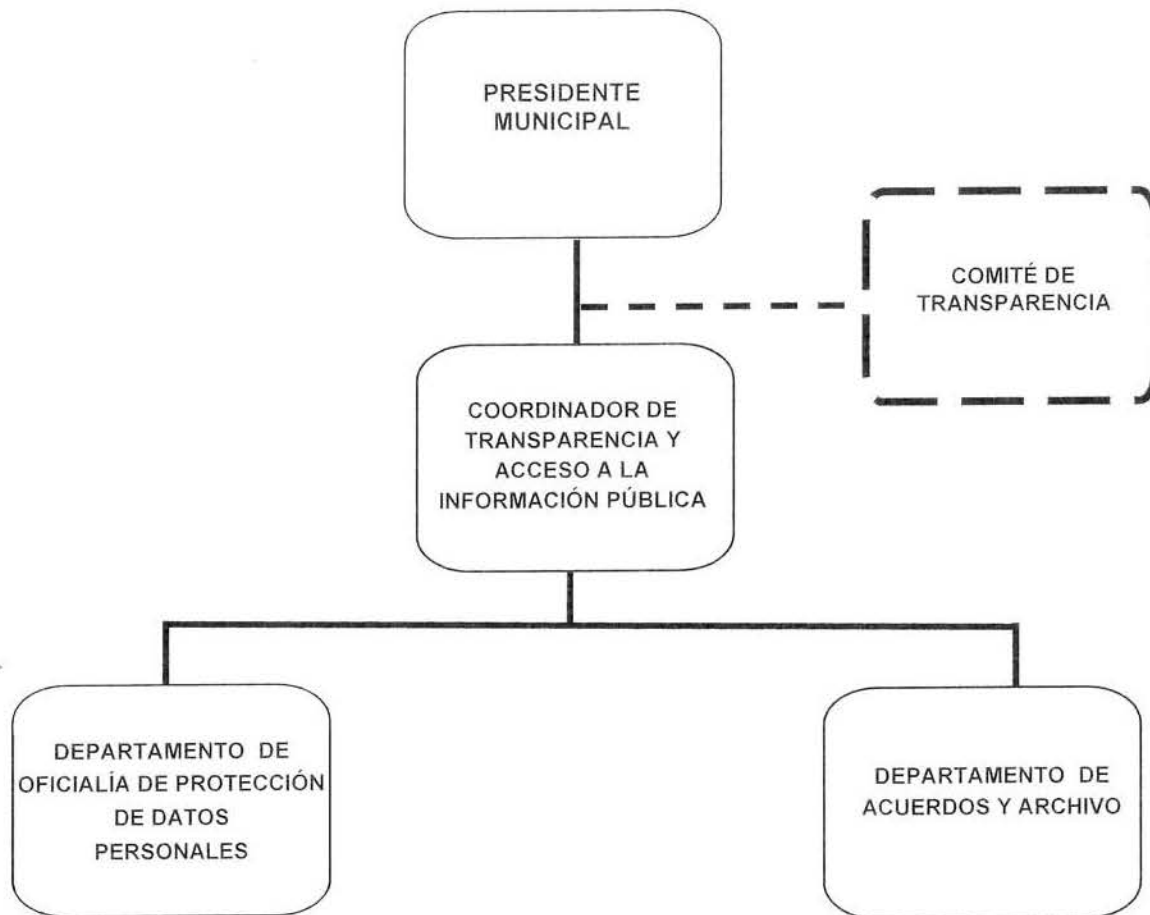 PRESIDENTE
MUNICIPAL
COMITÉ DE
TRANSPARENCIA
COORDINADOR DE
TRANSPARENCIA Y
ACCESO A LA
INFORMACIÓN PÚBLICA
DEPARTAMENTO DE
OFICIALÍA DE PROTECCIÓN
DE DATOS
PERSONALES
DEPARTAMENTO DE
ACUERDOS Y ARCHIVO